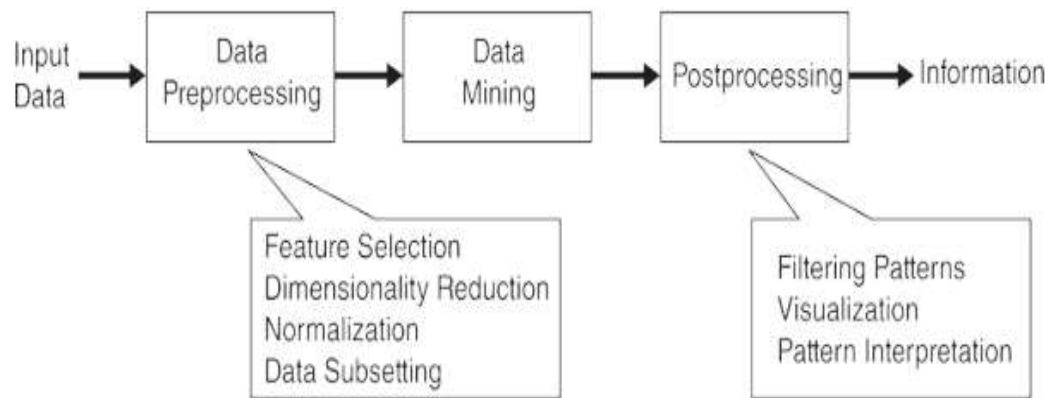 Input
Data
Data
Preprocessing
Data
Mining
Postprocessing
Information
Feature Selection
Dimensionality Reduction
Normalization
Data Subsetting
Filtering Patterns
Visualization
Pattern Interpretation